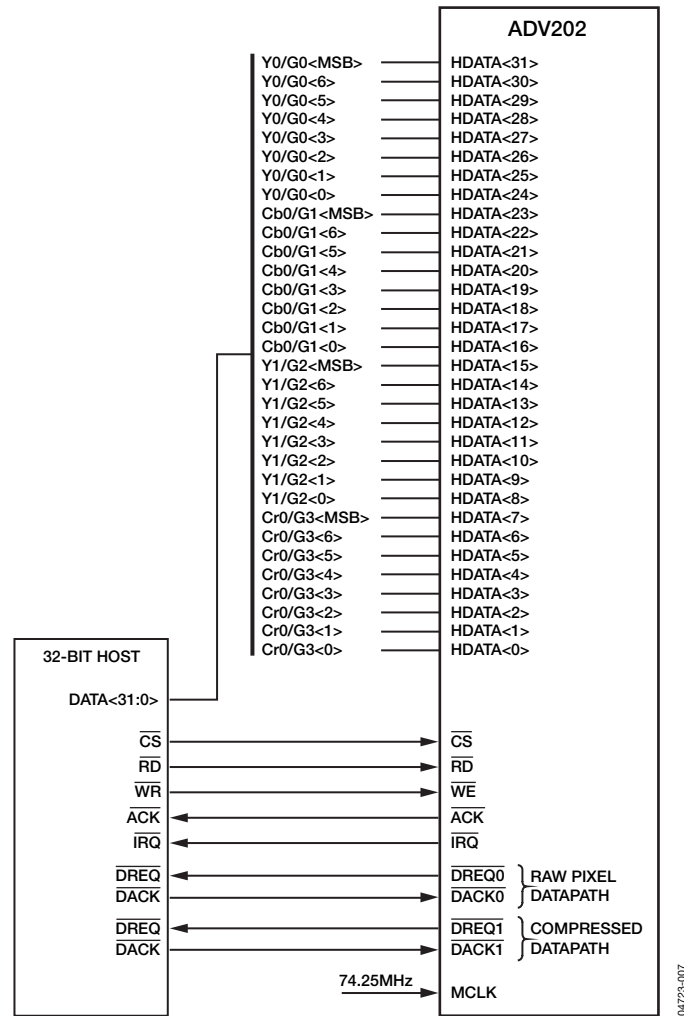 ADV202
Y0/G0<MSB> HDATA<31>
Y0/G0<6> HDATA<30>
Y0/G0<5> HDATA<29>
Y0/G0<4> HDATA<28>
Y0/G0<3> HDATA<27>
Y0/G0<2> HDATA<26>
Y0/G0<1> HDATA<25>
Y0/G0<0> HDATA<24>
Cb0/G1<MSB> HDATA<23>
Cb0/G1<6> HDATA<22>
Cb0/G1<5> HDATA<21>
Cb0/G1<4> HDATA<20>
Cb0/G1<3> HDATA<19>
Cb0/G1<2> HDATA<18>
Cb0/G1<1> HDATA<17>
Cb0/G1<0> HDATA<16>
Y1/G2<MSB> HDATA<15>
Y1/G2<6> HDATA<14>
Y1/G2<5> HDATA<13>
Y1/G2<4> HDATA<12>
Y1/G2<3> HDATA<11>
Y1/G2<2> HDATA<10>
Y1/G2<1> HDATA<9>
Y1/G2<0> HDATA<8>
Cr0/G3<MSB> HDATA<7>
Cr0/G3<6> HDATA<6>
Cr0/G3<5> HDATA<5>
Cr0/G3<4> HDATA<4>
Cr0/G3<3> HDATA<3>
Cr0/G3<2> HDATA<2>
Cr0/G3<1> HDATA<1>
Cr0/G3<0> HDATA<0>
32-BIT HOST
DATA<31:0>
CS CS
RD RD
WR WE
ACK ACK
IRQ IRQ
DREQ DREQ0 RAW PIXEL
DACK DACK0 DATAPATH
DREQ DREQ1 COMPRESSED
DACK DACK1 DATAPATH
74.25MHz MCLK
04723-007